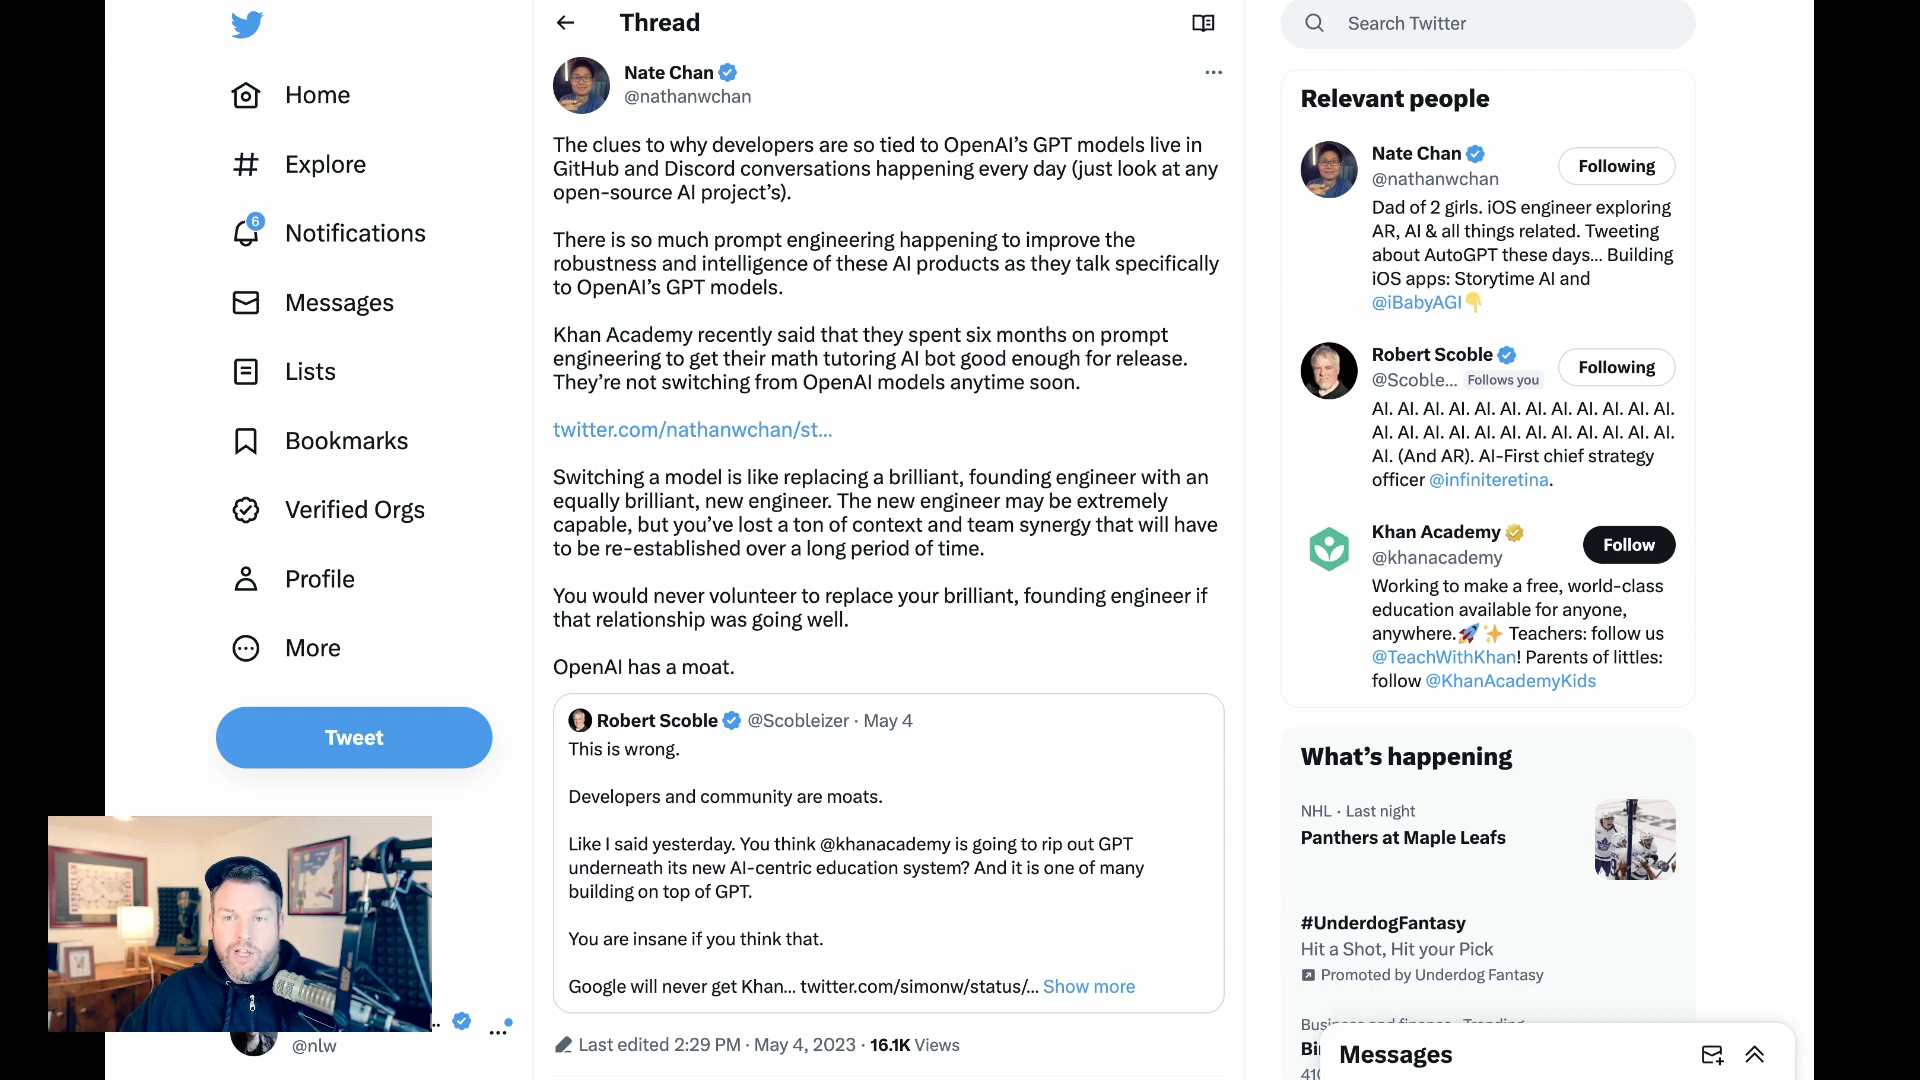 Home
Explore
6
Notifications
Messages
Lists
Bookmarks
Verified Orgs
Profile
More
Tweet
@nlw
Thread
Nate Chan
@nathanwchan
The clues to why developers are so tied to OpenAI’s GPT models live in
GitHub and Discord conversations happening every day (just look at any
open-source AI project’s).
There is so much prompt engineering happening to improve the
robustness and intelligence of these AI products as they talk specifically
to OpenAI’s GPT models.
Khan Academy recently said that they spent six months on prompt
engineering to get their math tutoring AI bot good enough for release.
They’re not switching from OpenAI models anytime soon.
twitter.com/nathanwchan/st...
Switching a model is like replacing a brilliant, founding engineer with an
equally brilliant, new engineer. The new engineer may be extremely
capable, but you’ve lost a ton of context and team synergy that will have
to be re-established over a long period of time.
You would never volunteer to replace your brilliant, founding engineer if
that relationship was going well.
OpenAI has a moat.
Robert Scoble @Scobleizer · May 4
This is wrong.
Developers and community are moats.
Like I said yesterday. You think @khanacademy is going to rip out GPT
underneath its new AI-centric education system? And it is one of many
building on top of GPT.
You are insane if you think that.
Google will never get Khan... twitter.com/simonw/status/... Show more
Last edited 2:29 PM · May 4, 2023 · 16.1K Views
Search Twitter
Relevant people
Nate Chan
@nathanwchan
Following
Dad of 2 girls. iOS engineer exploring
AR, AI & all things related. Tweeting
about AutoGPT these days... Building
iOS apps: Storytime AI and
@iBabyAGI👇
Robert Scoble
@Scoble... Follows you
Following
AI. AI. AI. AI. AI. AI. AI. AI. AI. AI. AI. AI.
AI. AI. AI. AI. AI. AI. AI. AI. AI. AI. AI. AI.
AI. (And AR). AI-First chief strategy
officer @infiniteretina.
Khan Academy
@khanacademy
Follow
Working to make a free, world-class
education available for anyone,
anywhere.🚀✨ Teachers: follow us
@TeachWithKhan! Parents of littles:
follow @KhanAcademyKids
What’s happening
NHL · Last night
Panthers at Maple Leafs
#UnderdogFantasy
Hit a Shot, Hit your Pick
Promoted by Underdog Fantasy
Messages